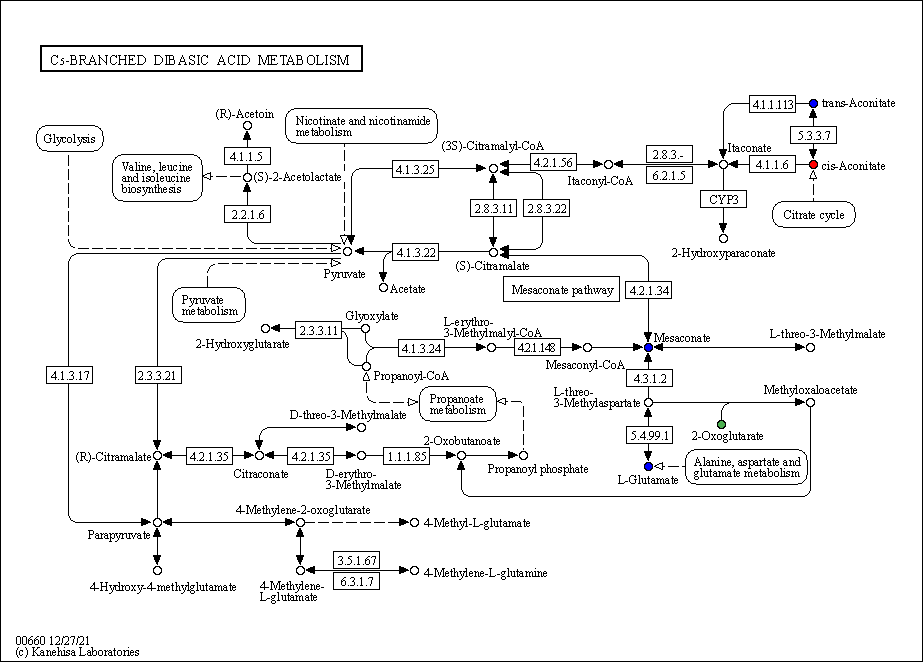 C5-BRANCHED DIBASIC ACID METABOLISM
(R)-Acetoin
Nicotinate and nicotinamide
metabolism
4.1.1.113
trans-Aconitate
Glycolysis
4.1.1.5
(3S)-Citramalyl-CoA
Itaconate
5.3.3.7
Valine, leucine
and isoleucine
biosynthesis
(S)-2-Acetolactate
4.1.3.25
4.2.1.56
Itaconyl-CoA
2.8.3.-
6.2.1.5
4.1.1.6
cis-Aconitate
2.2.1.6
2.8.3.11
2.8.3.22
CYP3
Citrate cycle
2-Hydroxyparaconate
4.1.3.22
Pyruvate
(S)-Citramalate
Acetate
Pyruvate
metabolism
Mesaconate pathway
4.2.1.34
Glyoxylate
2.3.3.11
2-Hydroxyglutarate
L-erythro-
3-Methylmalyl-CoA
4.1.3.24
4.2.1.148
Mesaconyl-CoA
Mesaconate
L-threo-3-Methylmalate
4.1.3.17
2.3.3.21
Propanoyl-CoA
4.3.1.2
Propanoate
metabolism
L-threo-
3-Methylaspartate
Methyloxaloacetate
D-threo-3-Methylmalate
2-Oxoglutarate
5.4.99.1
(R)-Citramalate
4.2.1.35
Citraconate
4.2.1.35
D-erythro-
3-Methylmalate
1.1.1.85
2-Oxobutanoate
Propanoyl phosphate
L-Glutamate
Alanine, aspartate and
glutamate metabolism
Parapyruvate
4-Methylene-2-oxoglutarate
4-Methyl-L-glutamate
4-Hydroxy-4-methylglutamate
4-Methylene-
L-glutamate
3.5.1.67
6.3.1.7
4-Methylene-L-glutamine
00660 12/27/21
(c) Kanehisa Laboratories